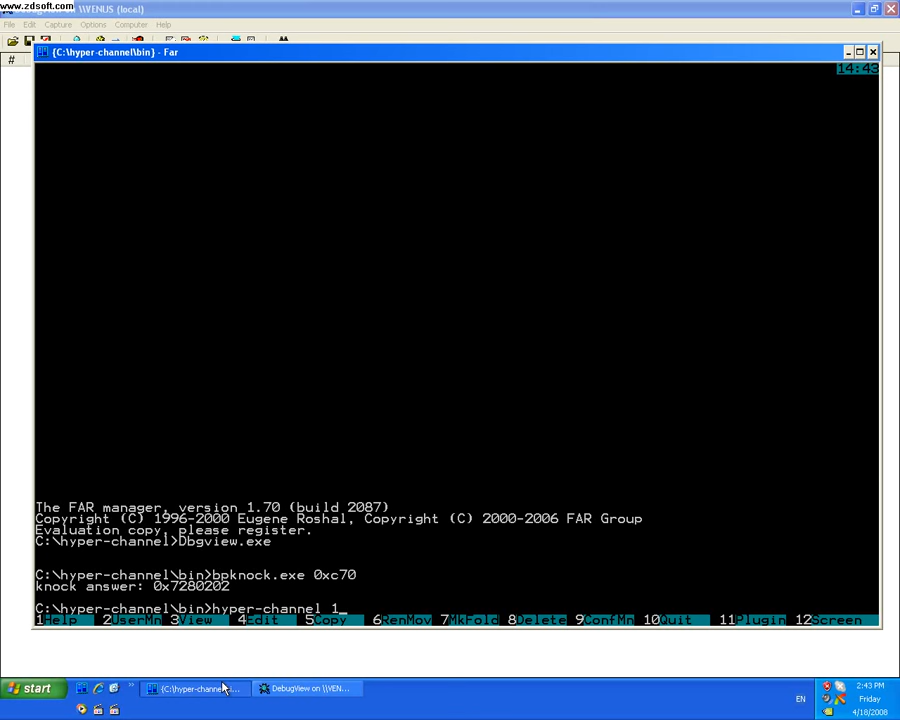 www.zdsoft.com
\\VENUS (local)
File Edit Capture Options Computer Help
#
{C:\hyper-channel\bin} - Far
14:43
The FAR manager, version 1.70 (build 2087)
Copyright (C) 1996-2000 Eugene Roshal, Copyright (C) 2000-2006 FAR Group
Evaluation copy, please register.
C:\hyper-channel>Dbgview.exe
C:\hyper-channel\bin>bpknock.exe 0xc70
knock answer: 0x7280202
C:\hyper-channel\bin>hyper-channel 1_
1Help 2UserMn 3View 4Edit 5Copy 6RenMov 7MkFold 8Delete 9ConfMn 10Quit 11Plugin 12Screen
start {C:\hyper-channel\... DebugView on \\VEN... EN 2:43 PM
Friday
4/18/2008